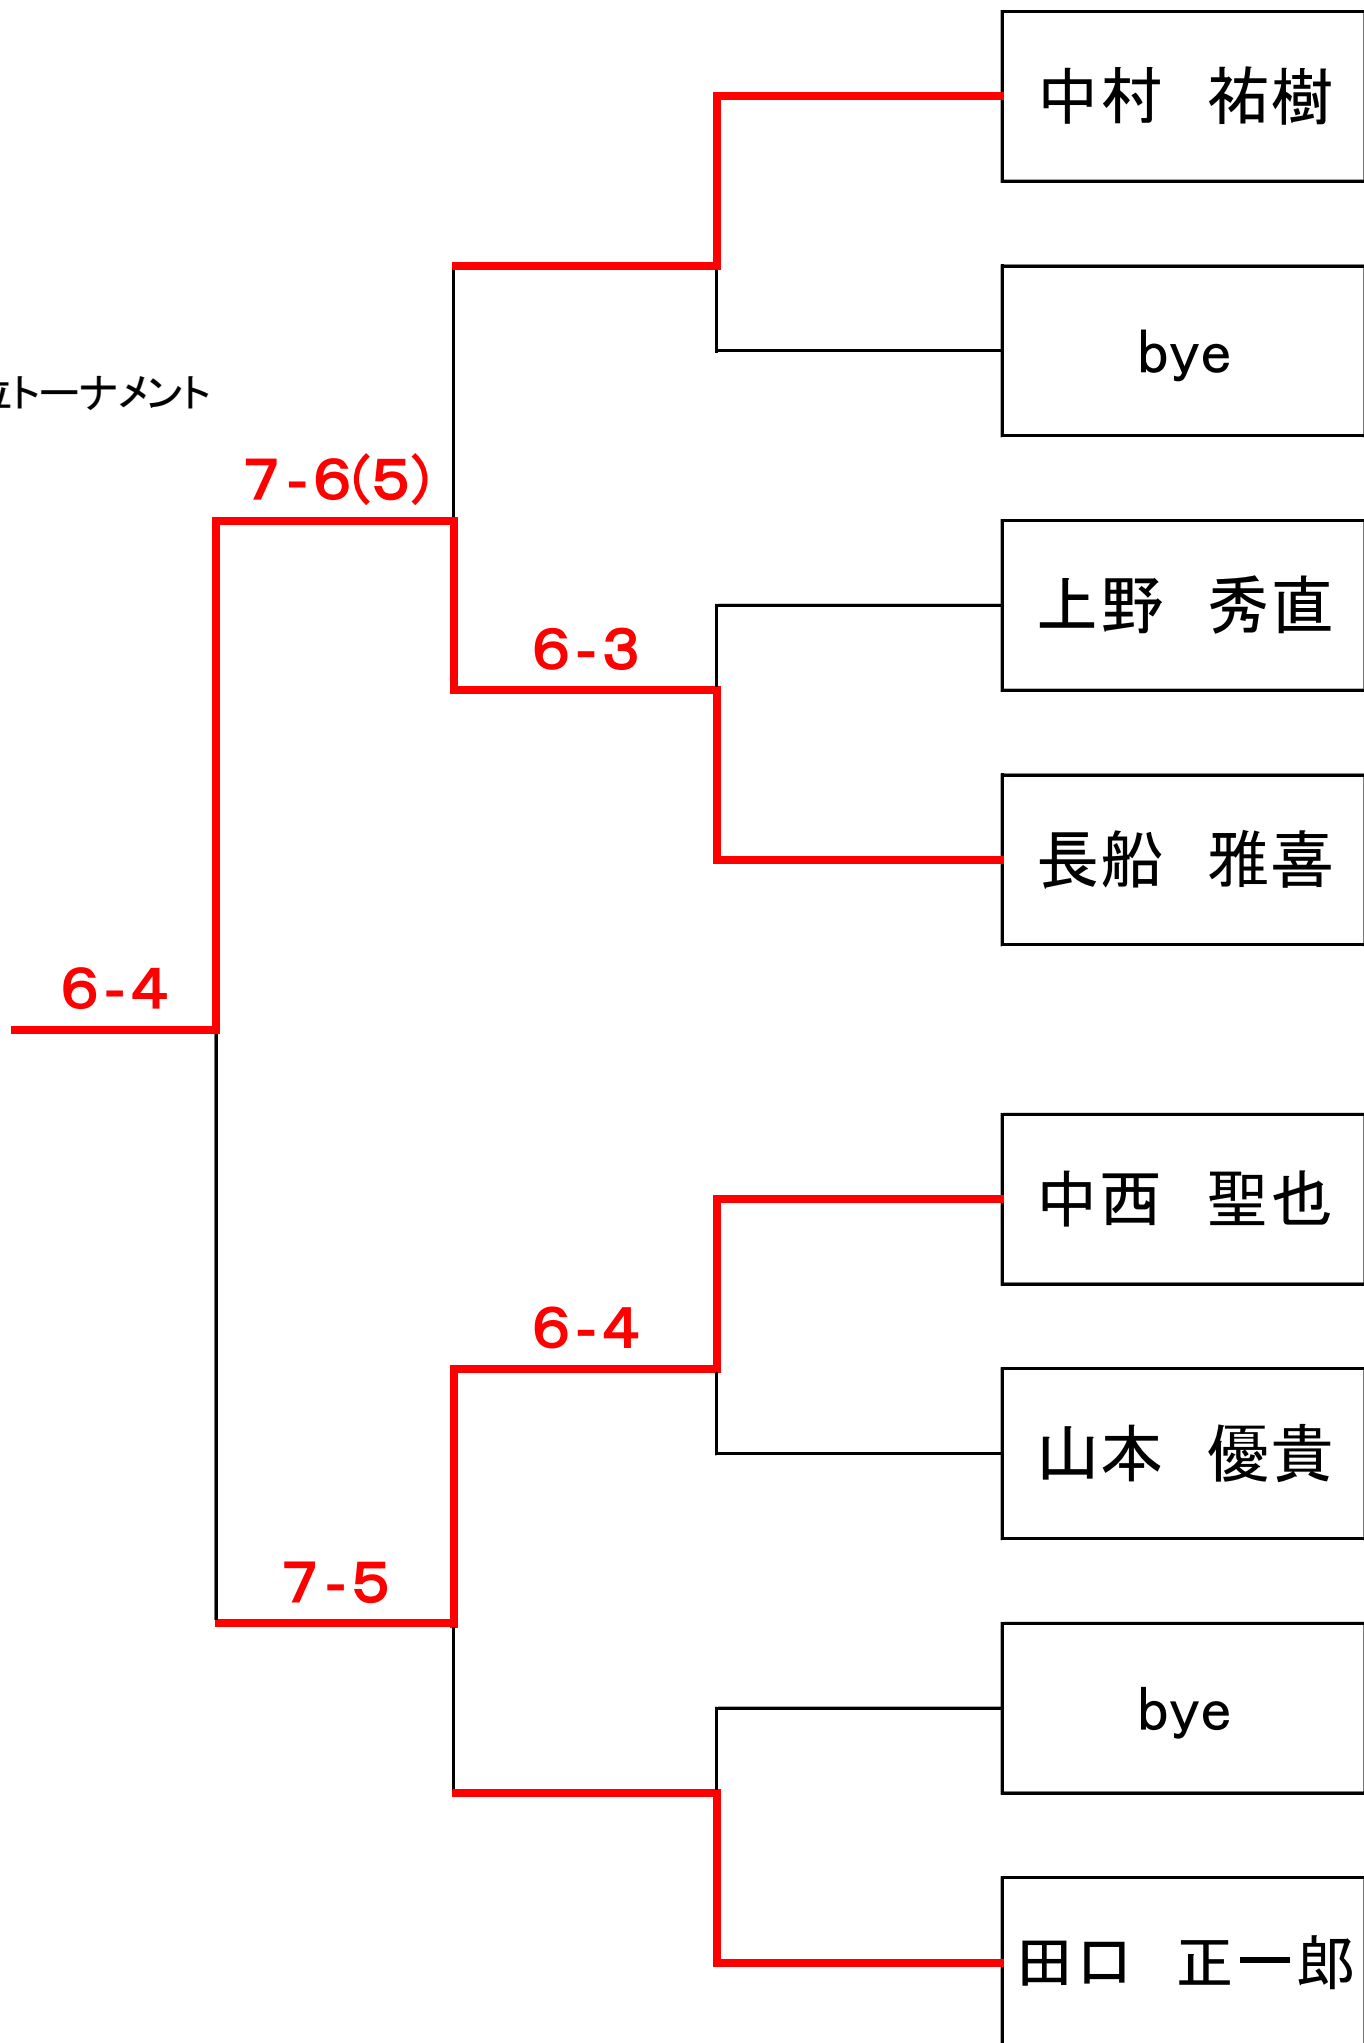 中村　祐樹
bye
位トーナメント
7-6(5)
上野　秀直
6-3
長船　雅喜
6-4
中西　聖也
6-4
山本　優貴
7-5
bye
田口　正一郎